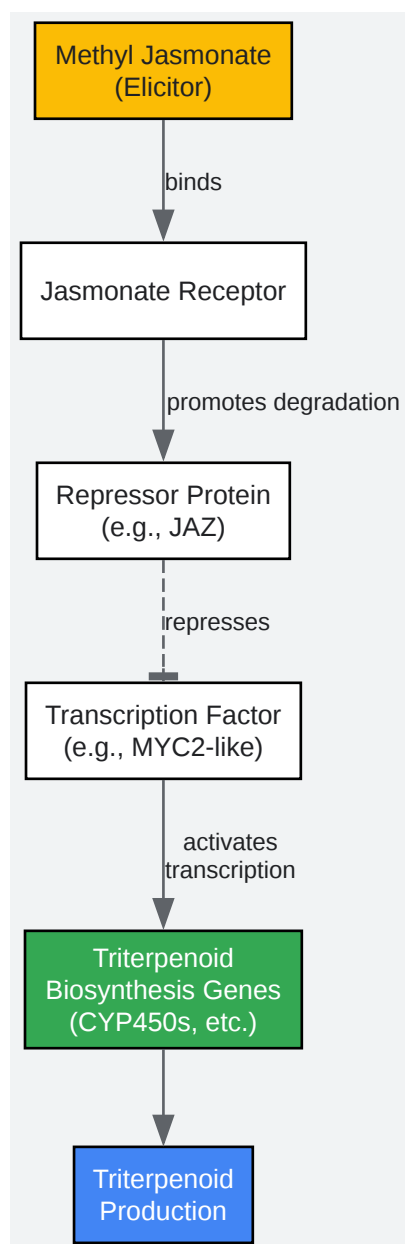 Methyl Jasmonate
(Elicitor)
binds
Jasmonate Receptor
promotes degradation
Repressor Protein
(e.g., JAZ)
represses
Transcription Factor
(e.g., MYC2-like)
activates
transcription
Triterpenoid
Biosynthesis Genes
(CYP450s, etc.)
Triterpenoid
Production